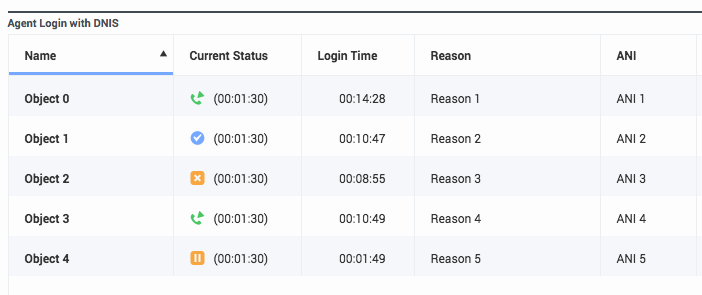 Agent Login with DNIS
Name Current Status Login Time Reason ANI
Object 0 (00:01:30) 00:14:28 Reason 1 ANI 1
Object 1 (00:01:30) 00:10:47 Reason 2 ANI 2
Object 2 (00:01:30) 00:08:55 Reason 3 ANI 3
Object 3 (00:01:30) 00:10:49 Reason 4 ANI 4
Object 4 (00:01:30) 00:01:49 Reason 5 ANI 5